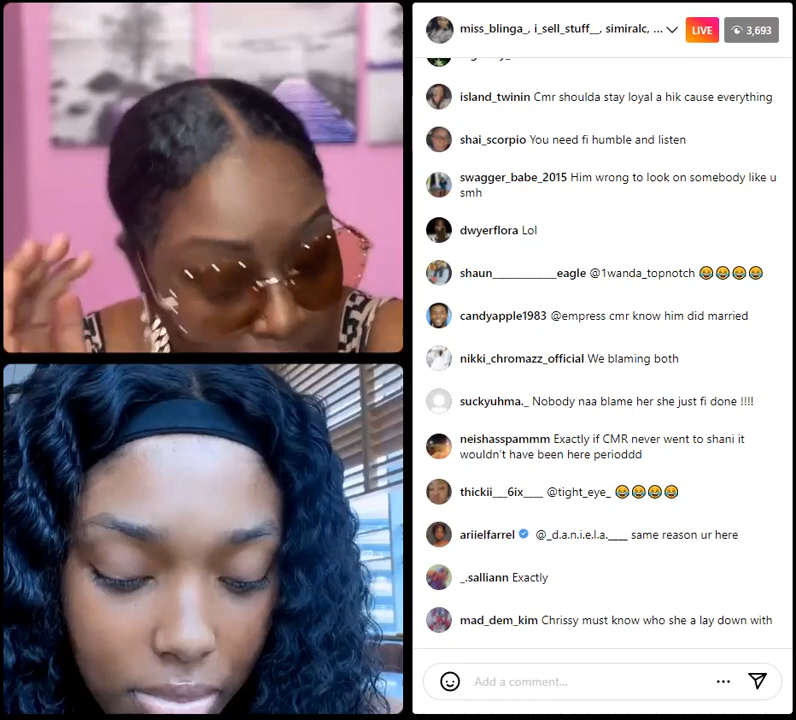 miss_blinga_, i_sell_stuff__, simiralc, ...
LIVE
3,693
island_twinin Cmr shoulda stay loyal a hik cause everything
shai_scorpio You need fi humble and listen
swagger_babe_2015 Him wrong to look on somebody like u
smh
dwyerflora Lol
shaun___________eagle @1wanda_topnotch 😂😂😂😂
candyapple1983 @empress cmr know him did married
nikki_chromazz_official We blaming both
suckyuhma._ Nobody naa blame her she just fi done !!!!
neishasspammm Exactly if CMR never went to shani it
wouldn't have been here perioddd
thickii___6ix____ @tight_eye_ 😂😂😂😂
ariielfarrel @_d.a.n.i.e.l.a.____ same reason ur here
_.salliann Exactly
mad_dem_kim Chrissy must know who she a lay down with
Add a comment...